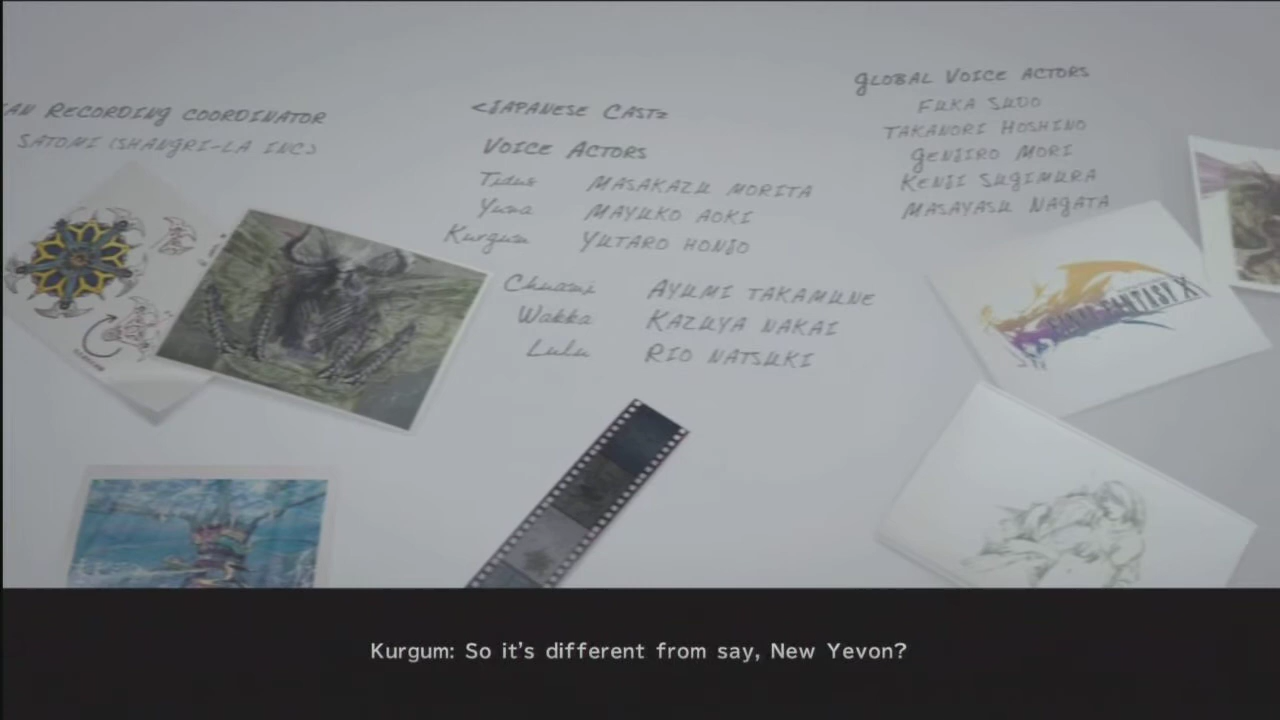 AN RECORDING COORDINATOR
SATOMI (SHANGRI-LA INC)
<JAPANESE CAST>
VOICE ACTORS
Tidus MASAKAZU MORITA
Yuna MAYUKO AOKI
Kurgum YUTARO HONJO
Chuami AYUMI TAKAMUNE
Wakka KAZUYA NAKAI
Lulu RIO NATSUKI
GLOBAL VOICE ACTORS
FUKA SUDO
TAKANORI HOSHINO
GENJIRO MORI
KENJI SUGIMURA
MASAYASU NAGATA
FINAL FANTASY X
Kurgum: So it's different from say, New Yevon?